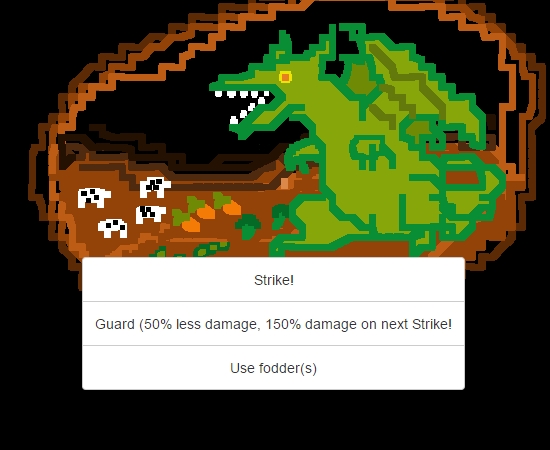 Strike!
Guard (50% less damage, 150% damage on next Strike!
Use fodder(s)